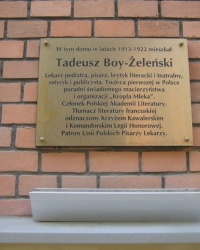 W tym domu w latach 1913-1922 mieszkał
Tadeusz Boy-Żeleński
Lekarz pediatra, pisarz, krytyk literacki i teatralny,
satyryk i publicysta. Twórca pierwszej w Polsce
poradni świadomego macierzyństwa
i organizacji „Kropla Mleka”.
Członek Polskiej Akademii Literatury.
Tłumacz literatury francuskiej
odznaczony Krzyżem Kawalerskim
i Komandorskim Legii Honorowej.
Patron Unii Polskich Pisarzy Lekarzy.